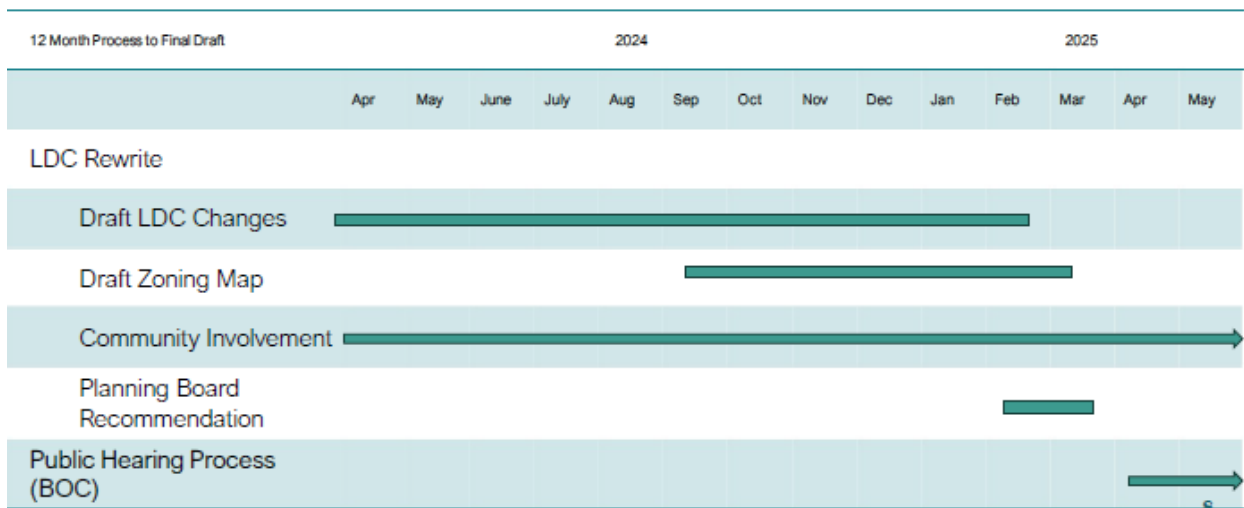 12 Month Process to Final Draft 2024 2025
Apr May June July Aug Sep Oct Nov Dec Jan Feb Mar Apr May
LDC Rewrite
Draft LDC Changes
Draft Zoning Map
Community Involvement
Planning Board
Recommendation
Public Hearing Process
(BOC)